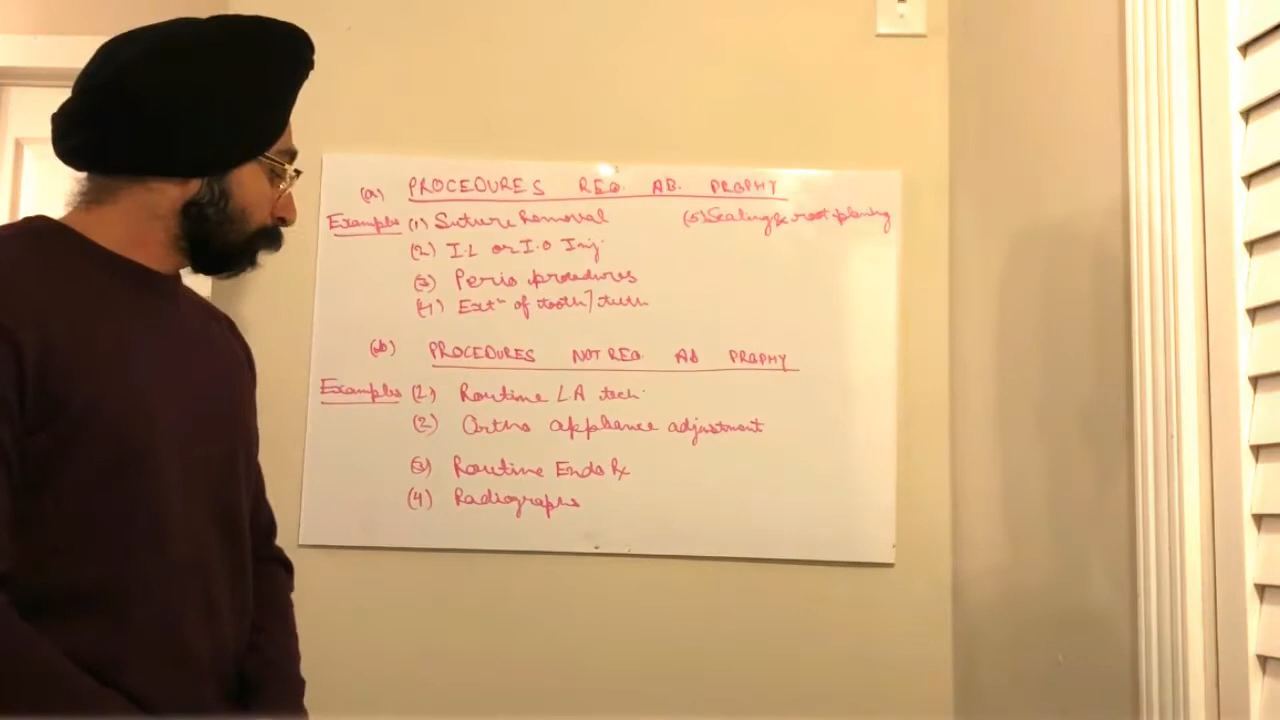 (a) PROCEDURES REQ. AB. PROPHY
Examples (1) Suture Removal (5) Scaling & root planing
(2) I.L or I.O Inj.
(3) Perio procedures
(4) Extn of tooth/teeth
(b) PROCEDURES NOT REQ. AB PROPHY
Examples (1) Routine L.A tech.
(2) Ortho appliance adjustment
(3) Routine Endo Rx
(4) Radiographs